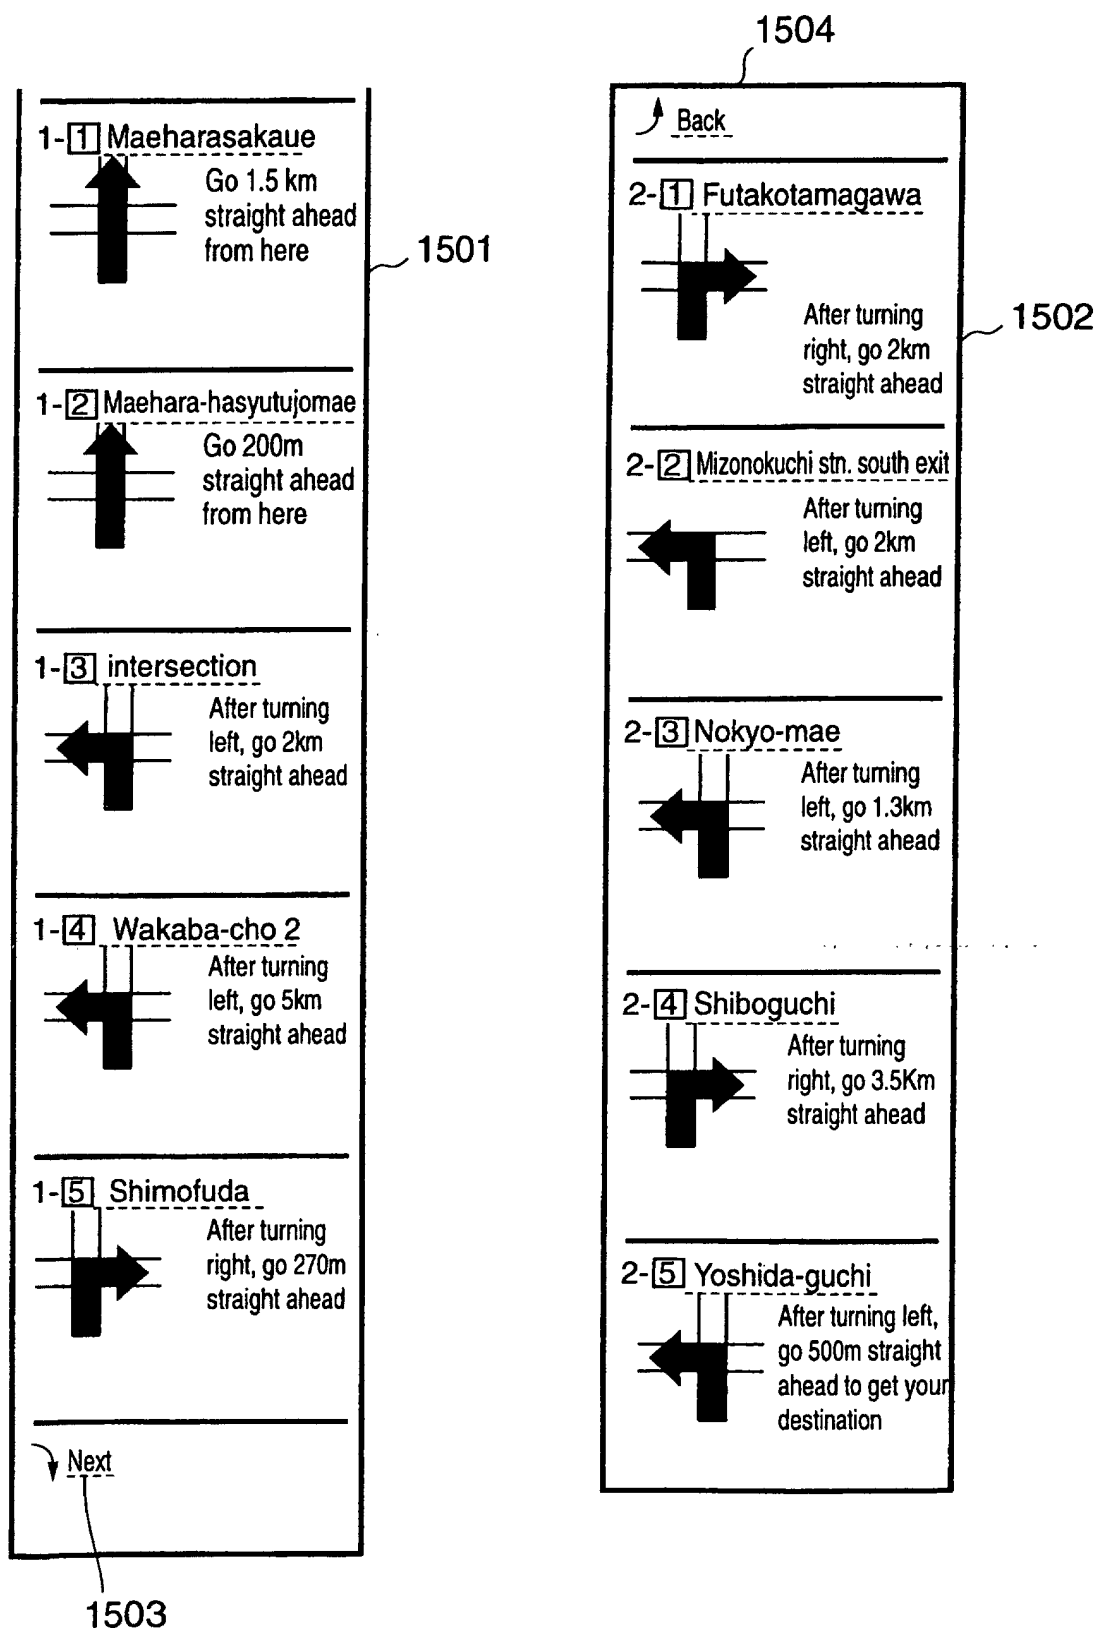 1504
1-1 Maeharasakaue
Go 1.5 km
straight ahead
from here
1501
1-2 Maehara-hasyutujomae
Go 200m
straight ahead
from here
1-3 intersection
After turning
left, go 2km
straight ahead
1-4 Wakaba-cho 2
After turning
left, go 5km
straight ahead
1-5 Shimofuda
After turning
right, go 270m
straight ahead
Next
1503
Back
2-1 Futakotamagawa
After turning
right, go 2km
straight ahead
1502
2-2 Mizonokuchi stn. south exit
After turning
left, go 2km
straight ahead
2-3 Nokyo-mae
After turning
left, go 1.3km
straight ahead
2-4 Shiboguchi
After turning
right, go 3.5Km
straight ahead
2-5 Yoshida-guchi
After turning left,
go 500m straight
ahead to get your
destination